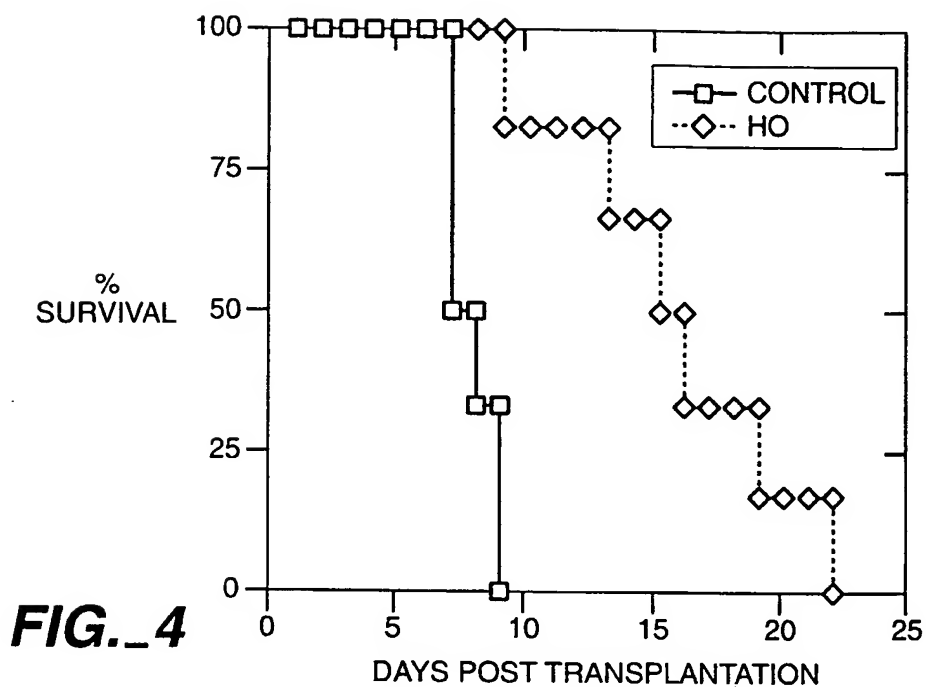 100
75
50
25
0
%
SURVIVAL
CONTROL
HO
0 5 10 15 20 25
DAYS POST TRANSPLANTATION
FIG._4